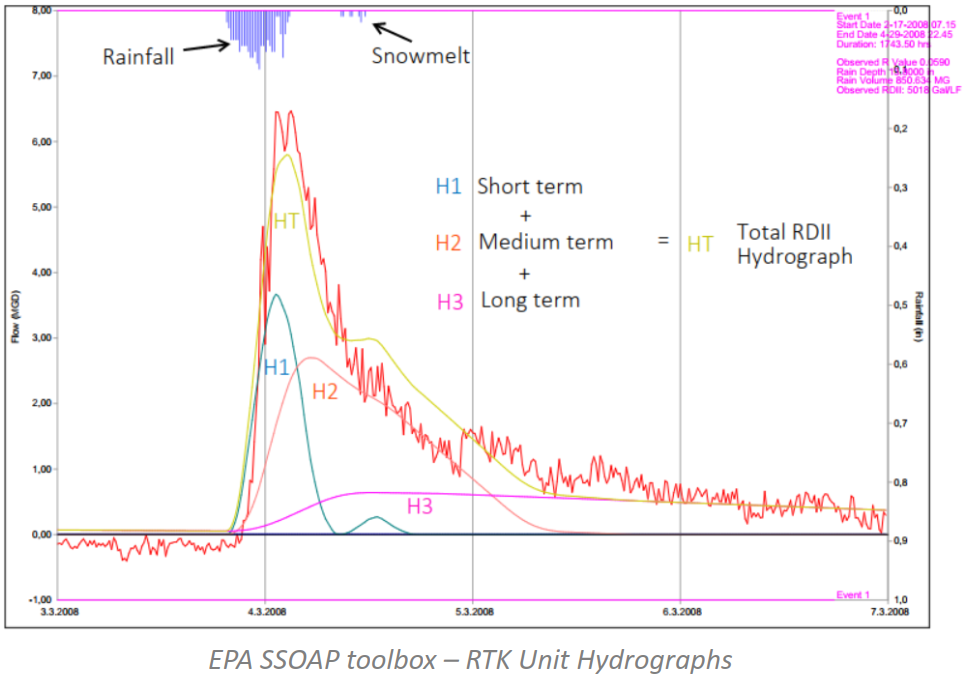 8,00
7,00
6,00
5,00
4,00
3,00
2,00
1,00
0,00
-1,00
Flow (MGD)
3.3.2008
4.3.2008
5.3.2008
6.3.2008
7.3.2008
0,0
0,1
0,2
0,3
0,4
0,5
0,6
0,7
0,8
0,9
1,0
Rainfall (in)
Event 1
Start Date 2-17-2008 07.15
End Date 4-29-2008 22.45
Duration: 1743.50 hrs
Observed R Value 0.0590
Rain Volume 850.634 MG
Observed RDII: 5018 Gal/LF
Rainfall
Snowmelt
H1 Short term
+
H2 Medium term = HT Total RDII
Hydrograph
+
H3 Long term
HT
H1
H2
H3
Event 1
EPA SSOAP toolbox – RTK Unit Hydrographs